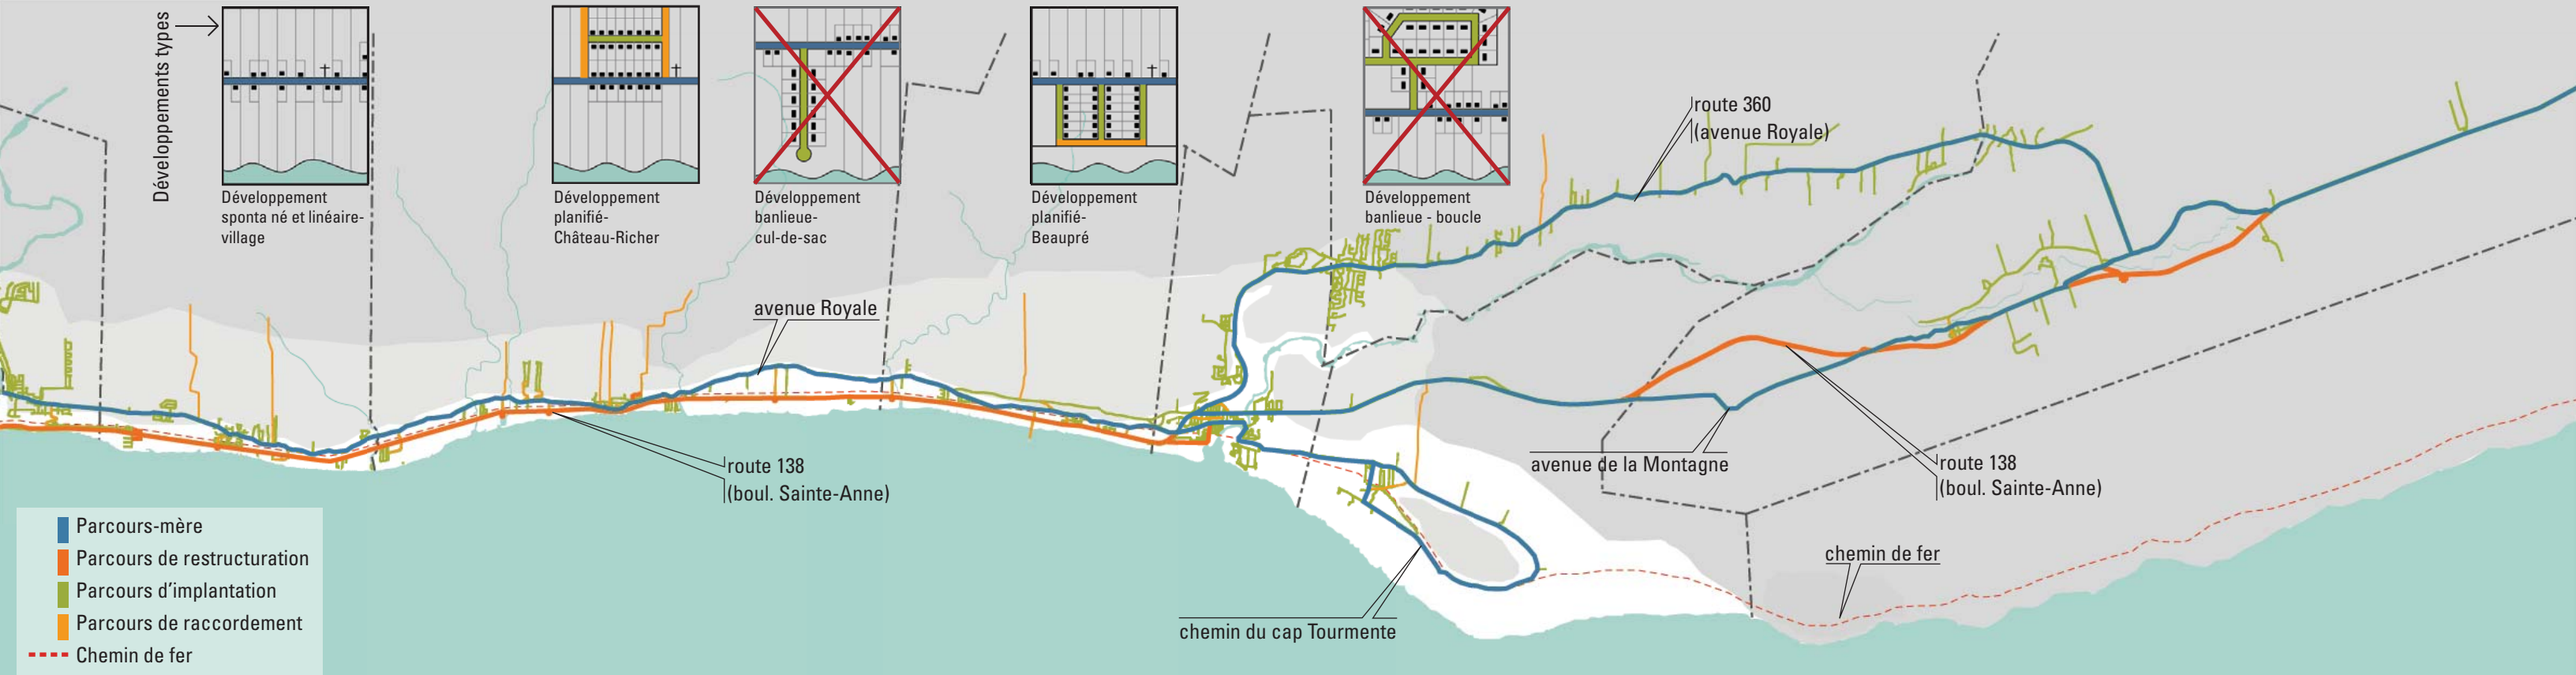 Développements types
Développement
sponta né et linéaire-
village
Développement
planifié-
Château-Richer
Développement
banlieue-
cul-de-sac
Développement
planifié-
Beaupré
Développement
banlieue - boucle
route 360
(avenue Royale)
avenue Royale
route 138
(boul. Sainte-Anne)
avenue de la Montagne
route 138
(boul. Sainte-Anne)
chemin de fer
chemin du cap Tourmente
Parcours-mère
Parcours de restructuration
Parcours d'implantation
Parcours de raccordement
Chemin de fer